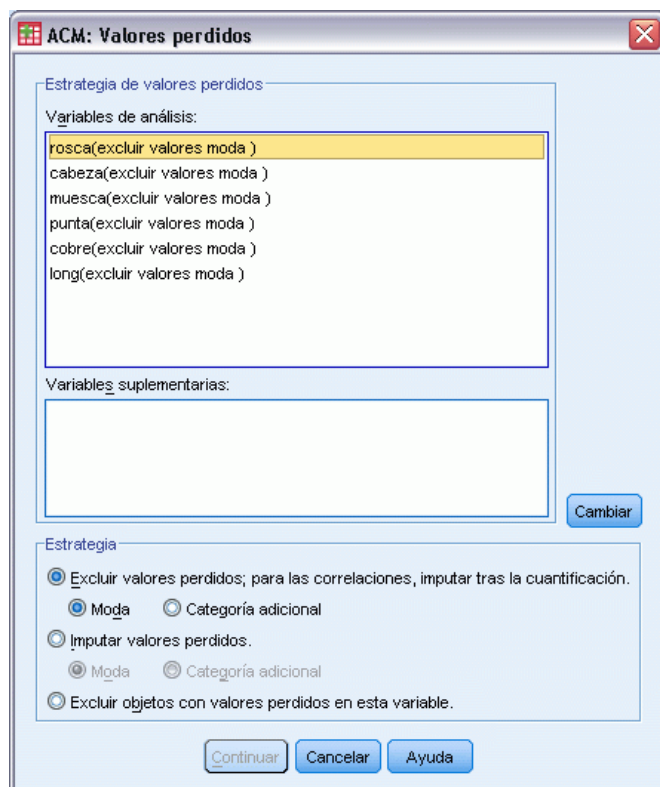 ACM: Valores perdidos
Estrategia de valores perdidos
Variables de análisis:
rosca(excluir valores moda )
cabeza(excluir valores moda )
muesca(excluir valores moda )
punta(excluir valores moda )
cobre(excluir valores moda )
long(excluir valores moda )
Variables suplementarias:
Cambiar
Estrategia
Excluir valores perdidos; para las correlaciones, imputar tras la cuantificación.
Moda Categoría adicional
Imputar valores perdidos.
Moda Categoría adicional
Excluir objetos con valores perdidos en esta variable.
Continuar Cancelar Ayuda